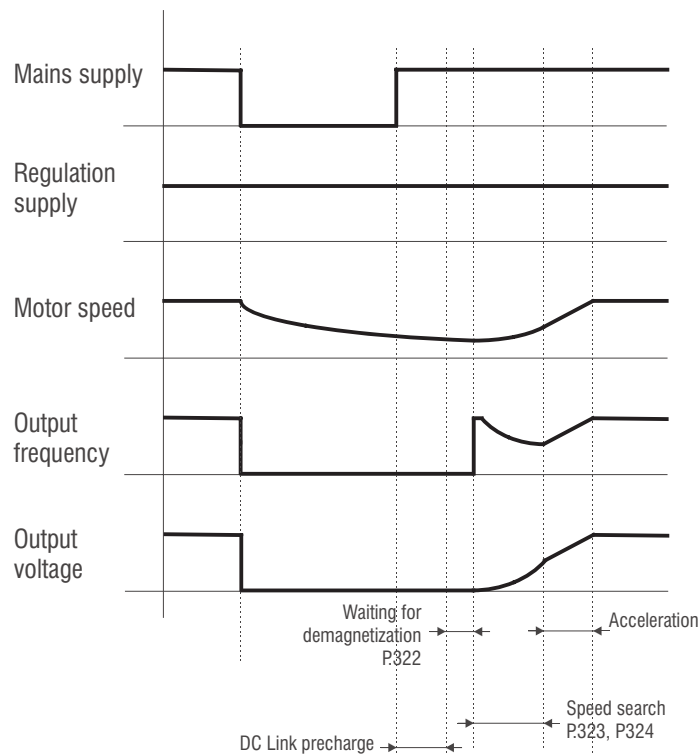 Mains supply
Regulation
supply
Motor speed
Output
frequency
Output
voltage
Waiting for
demagnetization
P.322
Acceleration
Speed search
P.323, P324
DC Link precharge